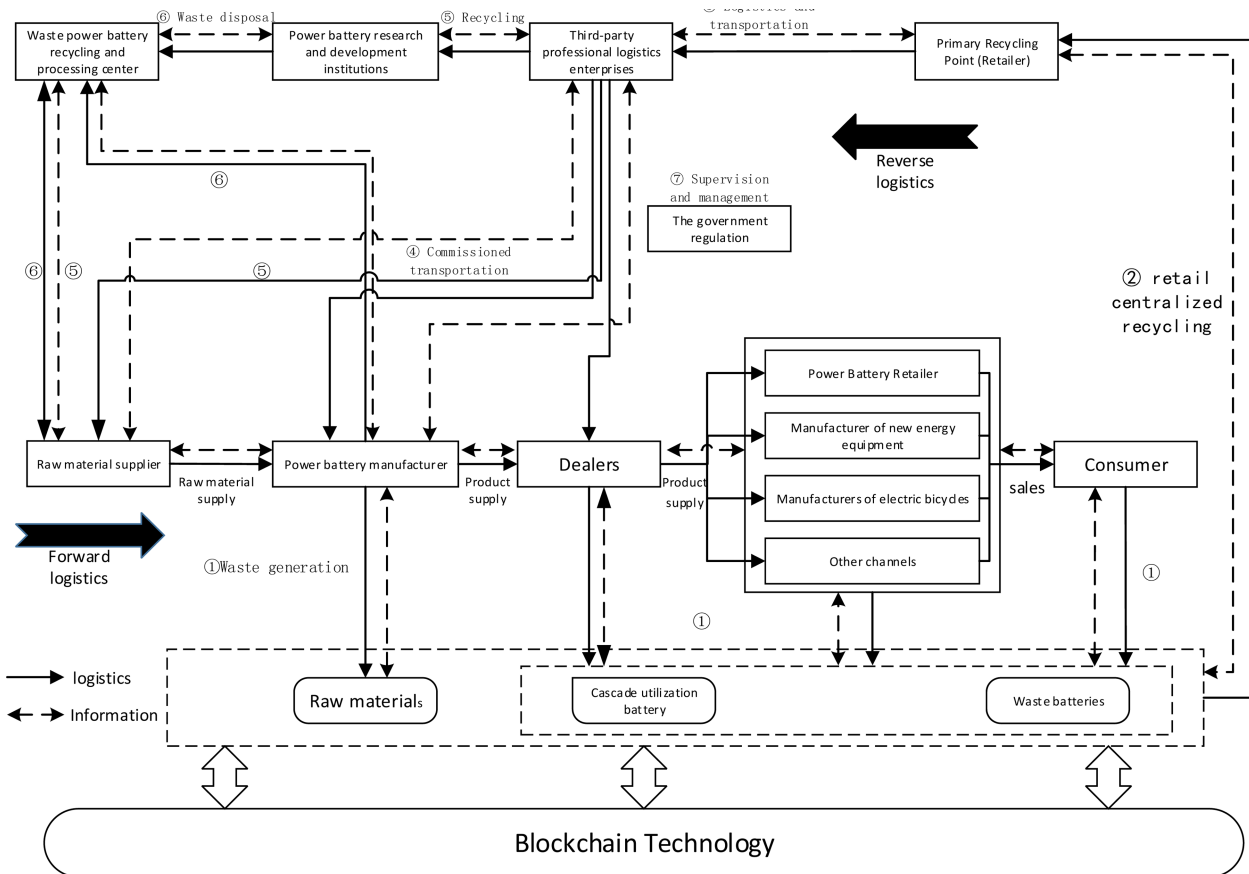 ⑥ Waste disposal
⑤ Recycling
transportation
Waste power battery
recycling and
processing center
Power battery research
and development
institutions
Third-party
professional logistics
enterprises
Primary Recycling
Point (Retailer)
Reverse
logistics
⑥
⑦ Supervision
and management
The government
regulation
④ Commissioned
transportation
⑥
⑤
⑤
② retail
centralized
recycling
Power Battery Retailer
Manufacturer of new energy
equipment
Manufacturers of electric bicycles
Other channels
Raw material supplier
Raw material
supply
Power battery manufacturer
Product
supply
Dealers
Product
supply
sales
Consumer
Forward
logistics
①Waste generation
①
①
logistics
Information
Raw materials
Cascade utilization
battery
Waste batteries
Blockchain Technology